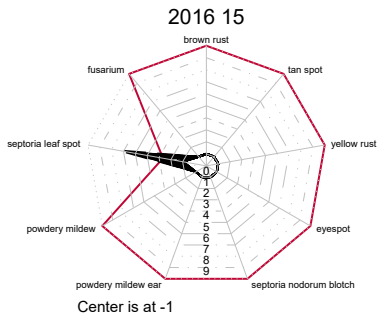 2016 15
brown rust
fusarium
tan spot
septoria leaf spot
yellow rust
0
1
2
3
4
5
6
7
8
9
powdery mildew
eyespot
powdery mildew ear
septoria nodorum blotch
Center is at -1